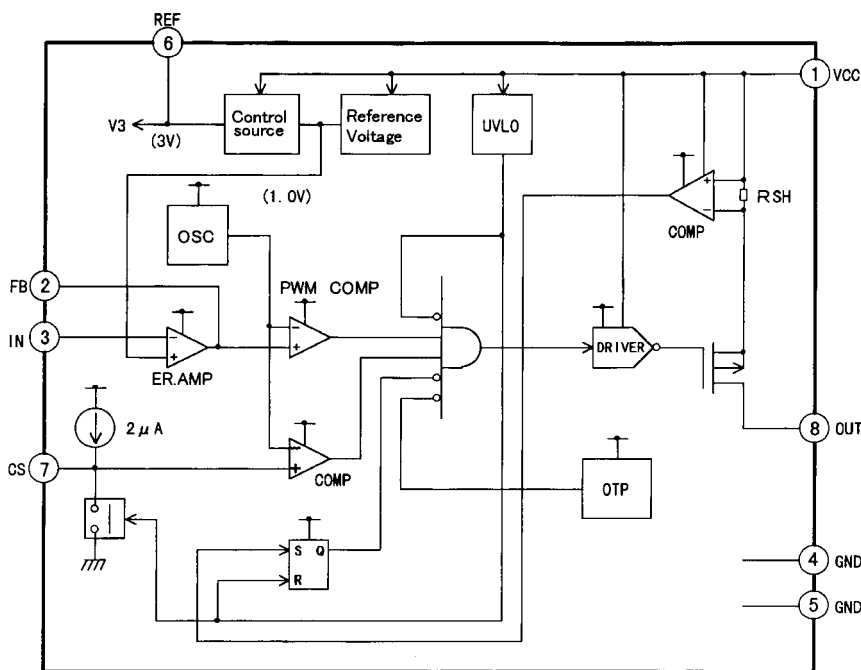 REF
6
1 VCC
V3
(3V)
Control
source
Reference
Voltage
UVLO
+
-
COMP
RSH
(1.0V)
OSC
FB 2
PWM COMP
IN 3
-
+
ER.AMP
-
+
DRIVER
2μA
8 OUT
CS 7
-
+
COMP
OTP
S Q
R
4 GND
5 GND